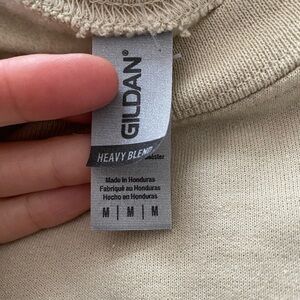 GILDAN®
HEAVY BLEND
Made in Honduras
Fabriqué au Honduras
Hecho en Honduras
M | M | M